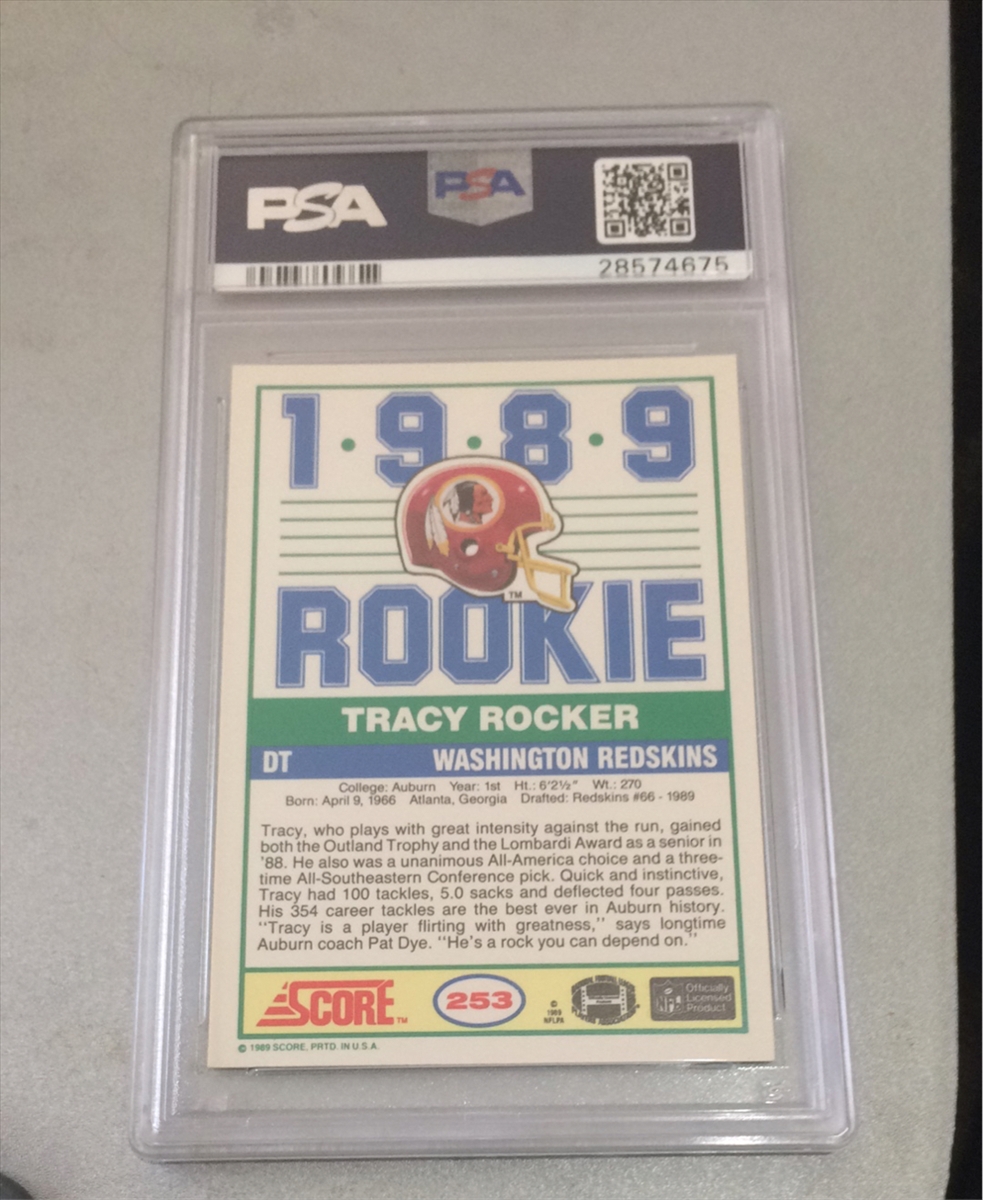 PSA PSA
28574675
1·9·8·9
TM
ROOKIE
TRACY ROCKER
DT WASHINGTON REDSKINS
College: Auburn Year: 1st Ht.: 6'2½" Wt.: 270
Born: April 9, 1966 Atlanta, Georgia Drafted: Redskins #66 - 1989
Tracy, who plays with great intensity against the run, gained
both the Outland Trophy and the Lombardi Award as a senior in
'88. He also was a unanimous All-America choice and a three-
time All-Southeastern Conference pick. Quick and instinctive,
Tracy had 100 tackles, 5.0 sacks and deflected four passes.
His 354 career tackles are the best ever in Auburn history.
"Tracy is a player flirting with greatness," says longtime
Auburn coach Pat Dye. "He's a rock you can depend on."
SCORE™ 253
©
1989
NFLPA
NFL
Officially
Licensed
Product
© 1989 SCORE, PRTD. IN U.S.A.